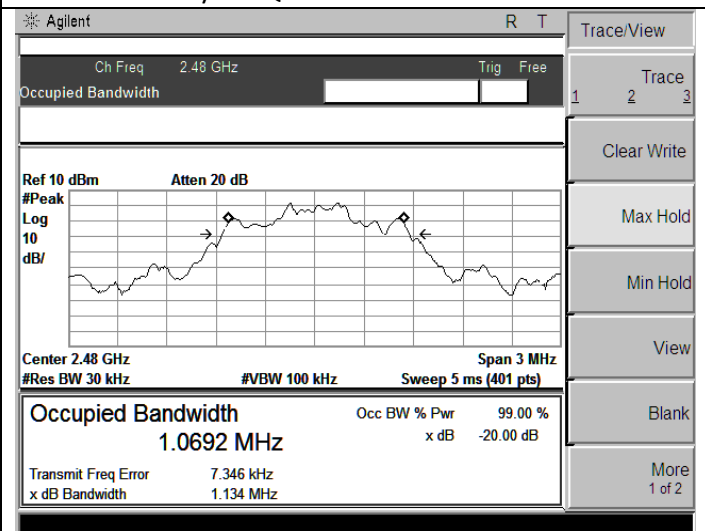 Agilent R T
Trace/View
Ch Freq 2.48 GHz Trig Free
Occupied Bandwidth
Trace
1 2 3
Clear Write
Ref 10 dBm Atten 20 dB
#Peak
Log
10
dB/
Max Hold
Min Hold
View
Center 2.48 GHz Span 3 MHz
#Res BW 30 kHz #VBW 100 kHz Sweep 5 ms (401 pts)
Occupied Bandwidth Occ BW % Pwr 99.00 %
1.0692 MHz x dB -20.00 dB
Blank
Transmit Freq Error 7.346 kHz
x dB Bandwidth 1.134 MHz
More
1 of 2